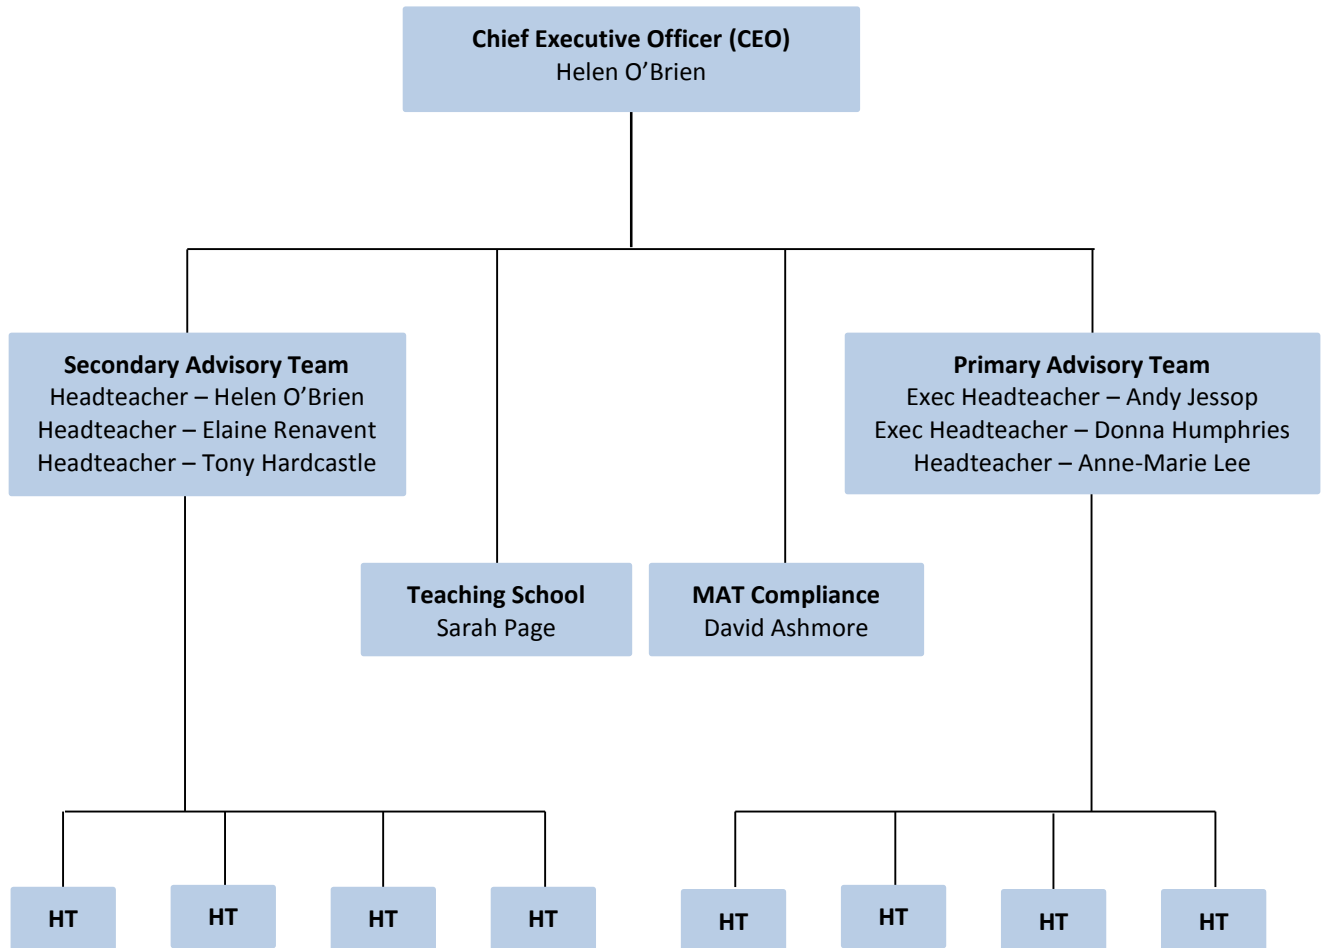 Chief Executive Officer (CEO)
Helen O’Brien
Secondary Advisory Team
Headteacher – Helen O’Brien
Headteacher – Elaine Renavent
Headteacher – Tony Hardcastle
Primary Advisory Team
Exec Headteacher – Andy Jessop
Exec Headteacher – Donna Humphries
Headteacher – Anne-Marie Lee
Teaching School
Sarah Page
MAT Compliance
David Ashmore
HT
HT
HT
HT
HT
HT
HT
HT